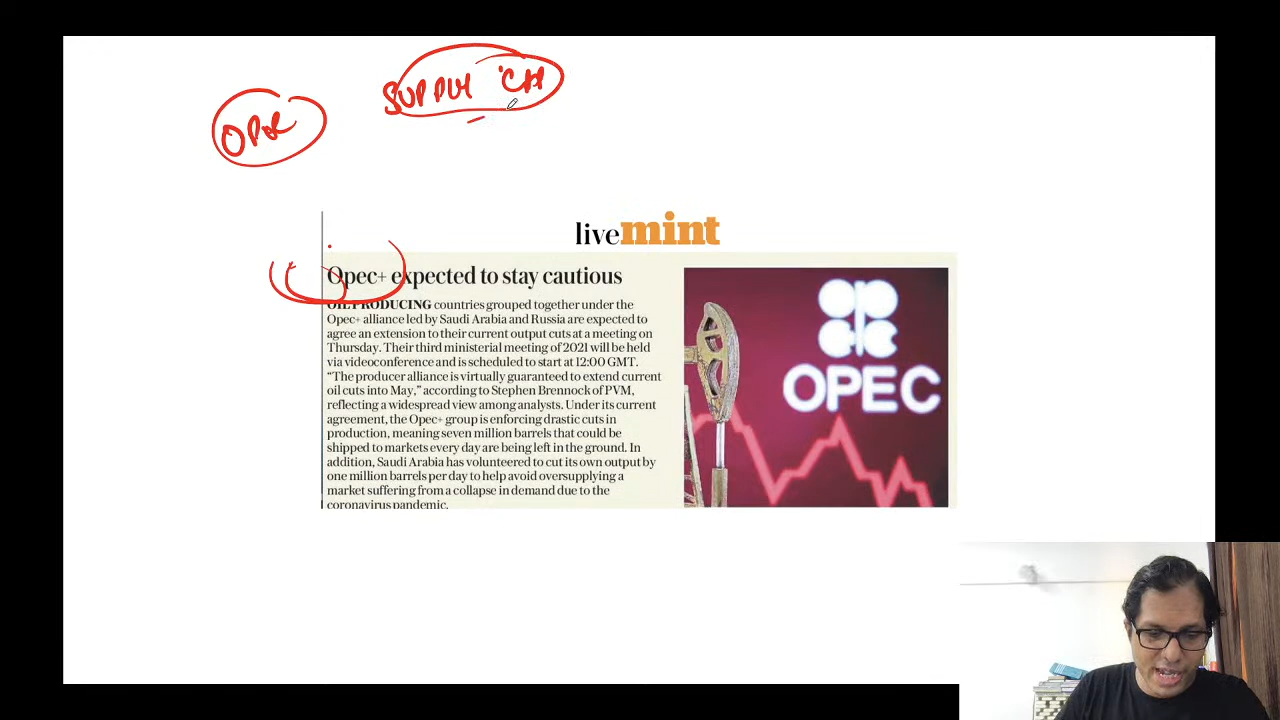 SUPPLY CH
OPEC
livemint
Opec+ expected to stay cautious
OIL PRODUCING countries grouped together under the
Opec+ alliance led by Saudi Arabia and Russia are expected to
agree an extension to their current output cuts at a meeting on
Thursday. Their third ministerial meeting of 2021 will be held
via videoconference and is scheduled to start at 12:00 GMT.
“The producer alliance is virtually guaranteed to extend current
oil cuts into May,” according to Stephen Brennock of PVM,
reflecting a widespread view among analysts. Under its current
agreement, the Opec+ group is enforcing drastic cuts in
production, meaning seven million barrels that could be
shipped to markets every day are being left in the ground. In
addition, Saudi Arabia has volunteered to cut its own output by
one million barrels per day to help avoid oversupplying a
market suffering from a collapse in demand due to the
coronavirus pandemic.
OPEC